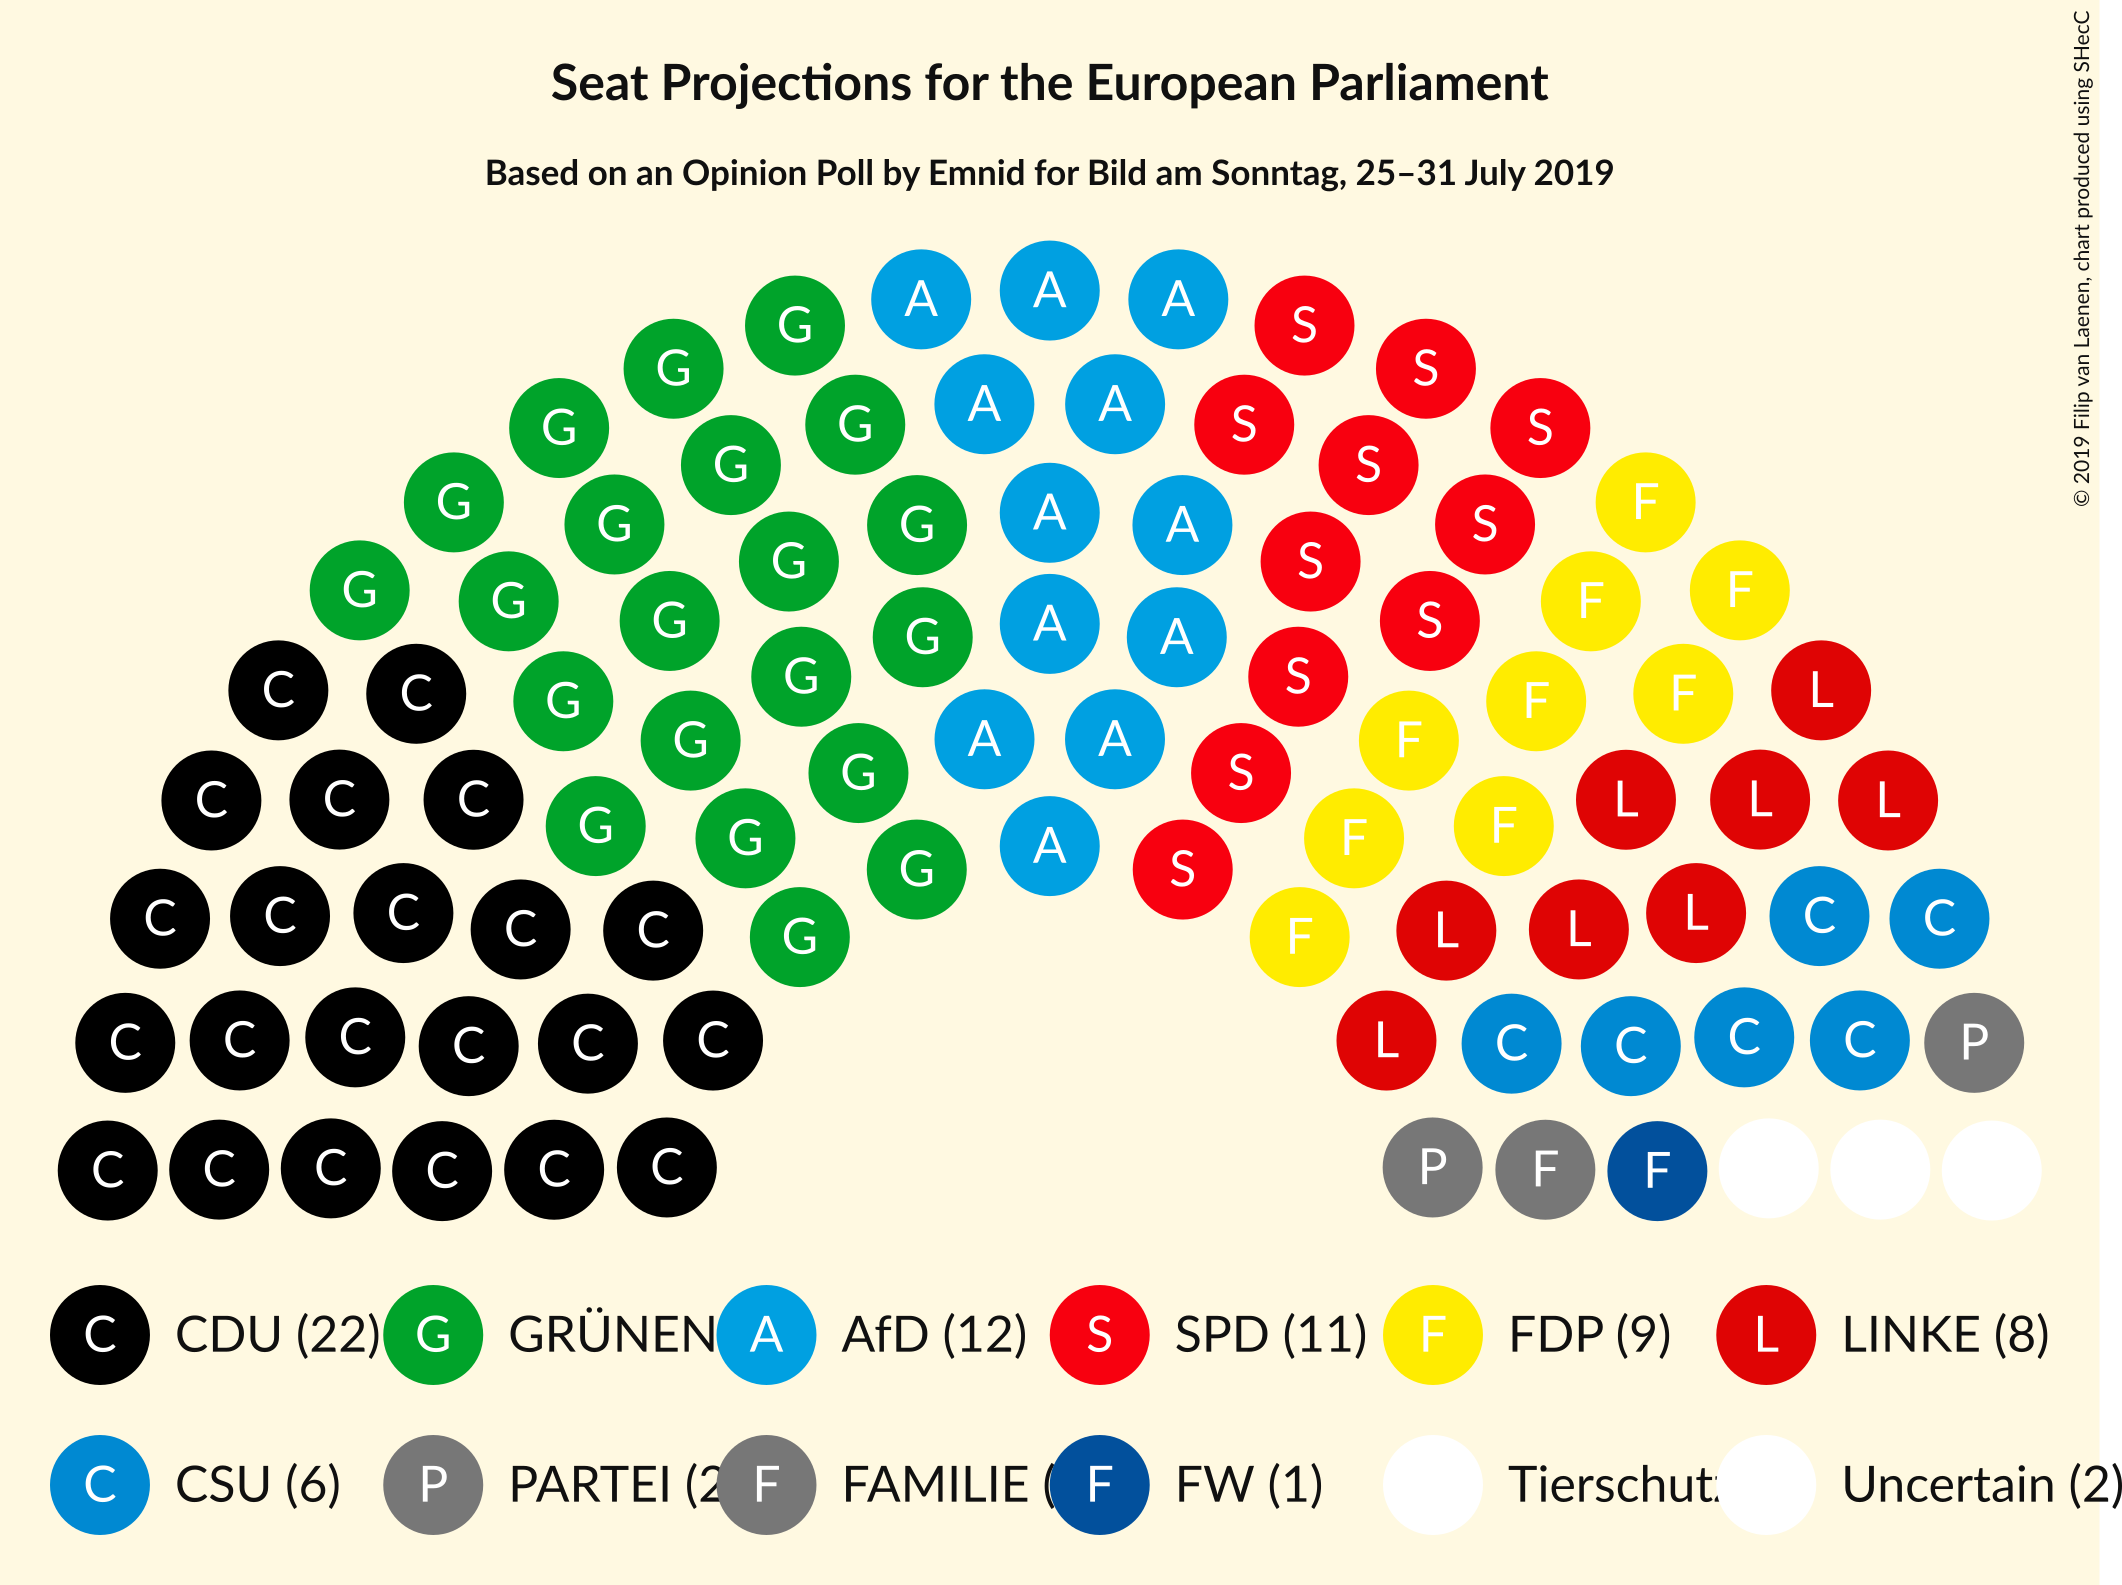 Seat Projections for the European Parliament
Based on an Opinion Poll by Emnid for Bild am Sonntag, 25–31 July 2019
© 2019 Filip van Laenen, chart produced using SHecC
A A A
G S
G S
G A A S
G S
G S
G S F
G A A
G G S F
G G S F
G A A
G G S
C C G G S F F L
G A A F
C C C G G S F F L L L
G A F
C C C C C G G S F L L L C C
G F
C C C C C C L C C C C P
C C C C C C P F F
C CDU (22) G GRÜNEN A AfD (12) S SPD (11) F FDP (9) L LINKE (8)
C CSU (6) P PARTEI (2 F FAMILIE ( F FW (1) Tierschutz Uncertain (2)